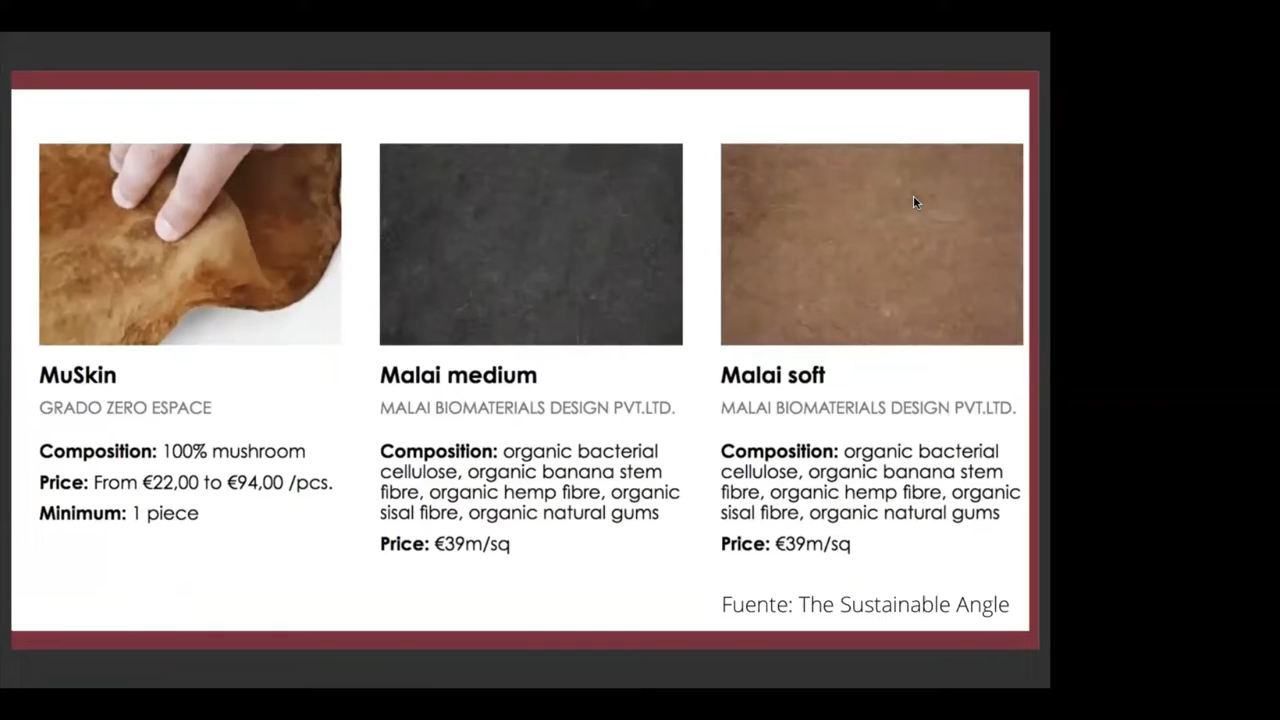 MuSkin
GRADO ZERO ESPACE
Composition: 100% mushroom
Price: From €22,00 to €94,00 /pcs.
Minimum: 1 piece
Malai medium
MALAI BIOMATERIALS DESIGN PVT.LTD.
Composition: organic bacterial
cellulose, organic banana stem
fibre, organic hemp fibre, organic
sisal fibre, organic natural gums
Price: €39m/sq
Malai soft
MALAI BIOMATERIALS DESIGN PVT.LTD.
Composition: organic bacterial
cellulose, organic banana stem
fibre, organic hemp fibre, organic
sisal fibre, organic natural gums
Price: €39m/sq
Fuente: The Sustainable Angle